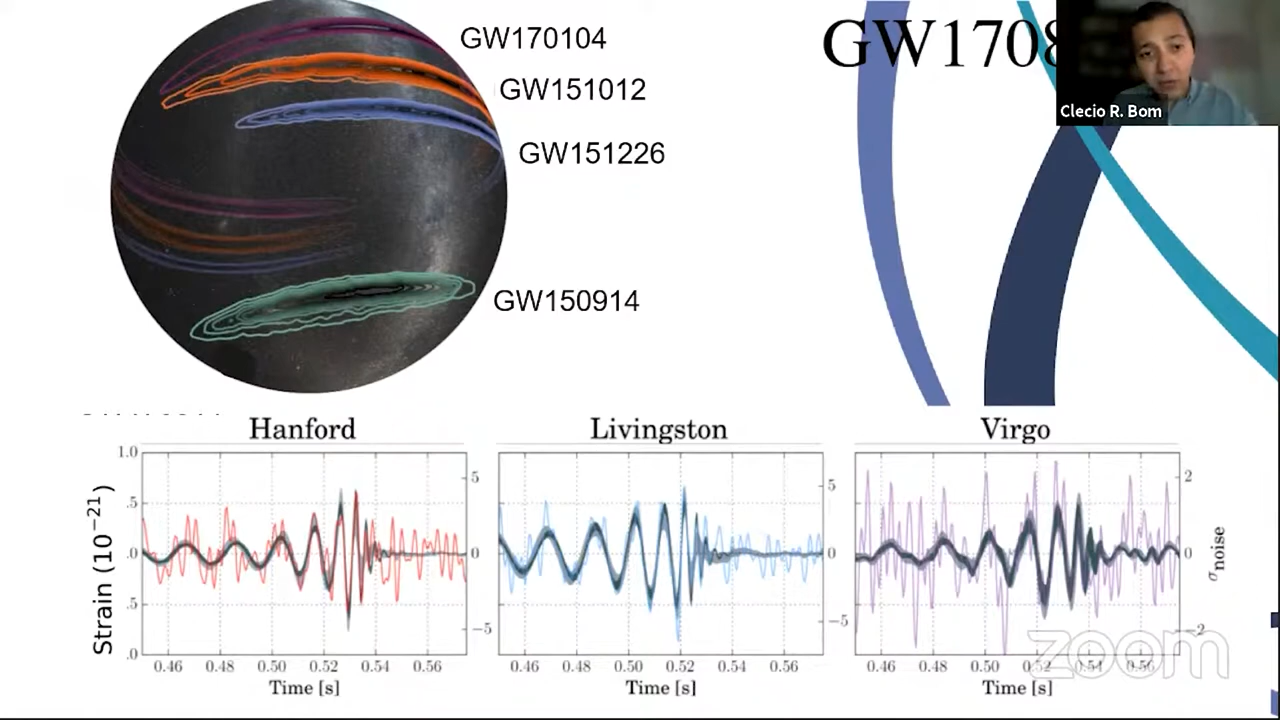 GW170104
GW1708
GW151012
Clecio R. Bom
GW151226
GW150914
Hanford
Livingston
Virgo
1.0
.5
.0
.5
.0
Strain (10⁻²¹)
5
0
−5
5
0
−5
2
0
−2
σnoise
0.46 0.48 0.50 0.52 0.54 0.56
0.46 0.48 0.50 0.52 0.54 0.56
0.46 0.48 0.50 0.52 0.54 0.56
Time [s]
Time [s]
Time [s]
zoom